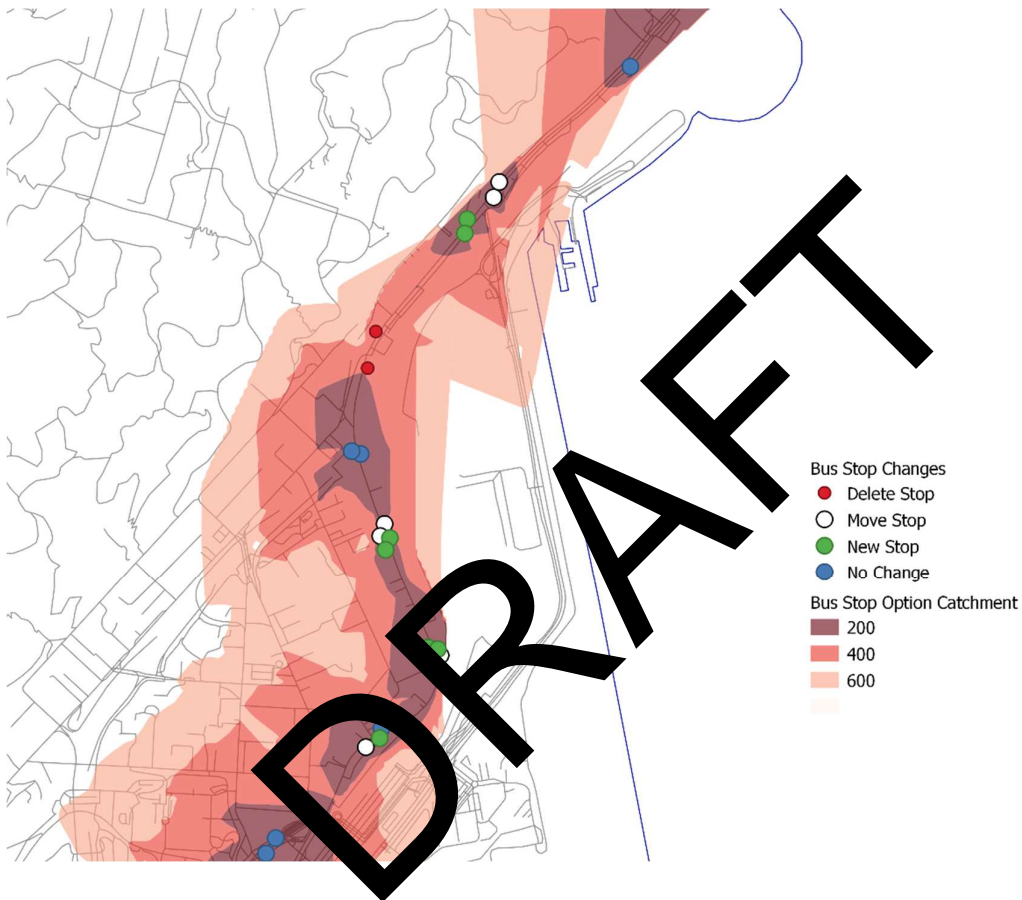 DRAFT
Bus Stop Changes
Delete Stop
Move Stop
New Stop
No Change
Bus Stop Option Catchment
200
400
600